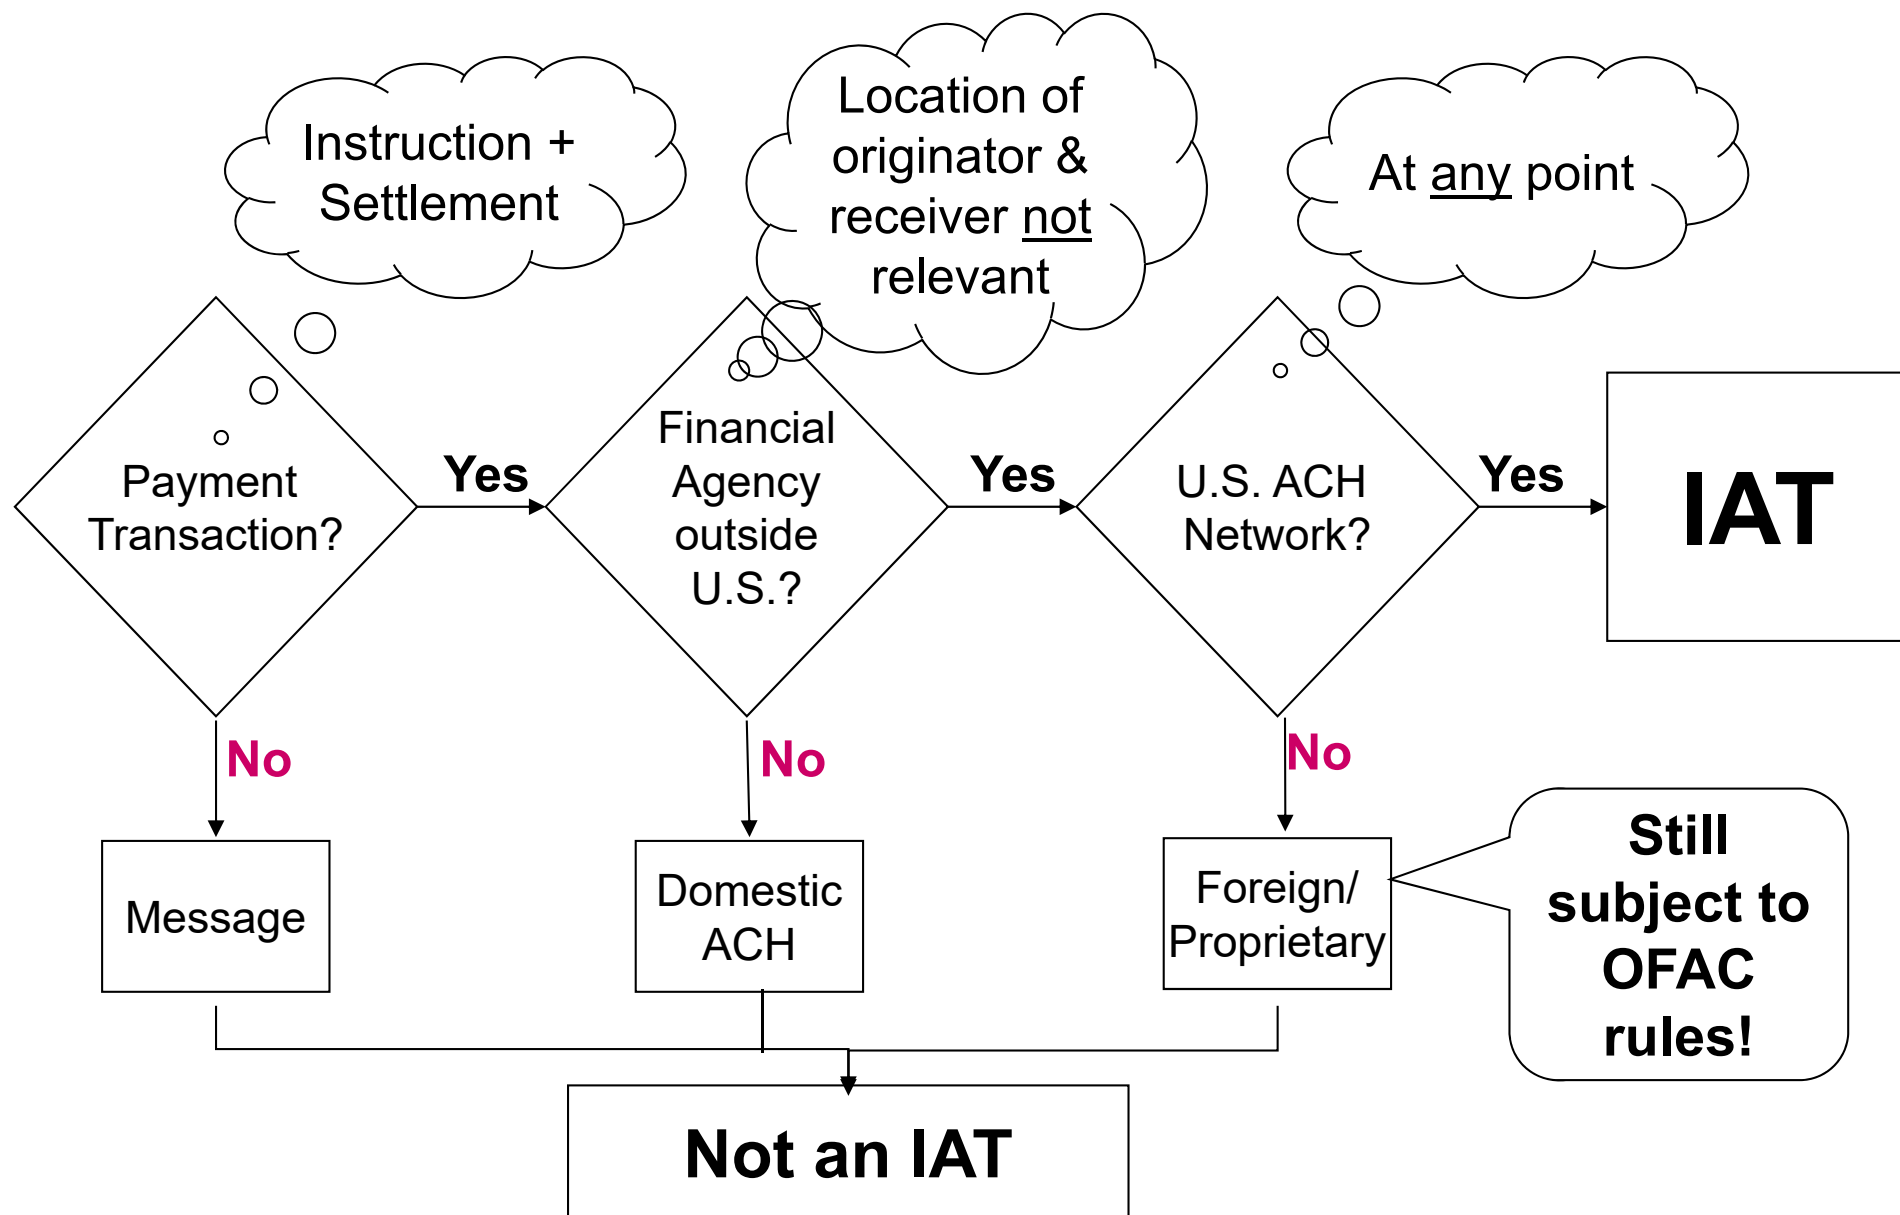 Instruction +
Settlement
Location of
originator &
receiver not
relevant
At any point
Payment
Transaction?
Yes
Financial
Agency
outside
U.S.?
Yes
U.S. ACH
Network?
Yes
IAT
No
No
No
Message
Domestic
ACH
Foreign/
Proprietary
Still
subject to
OFAC
rules!
Not an IAT